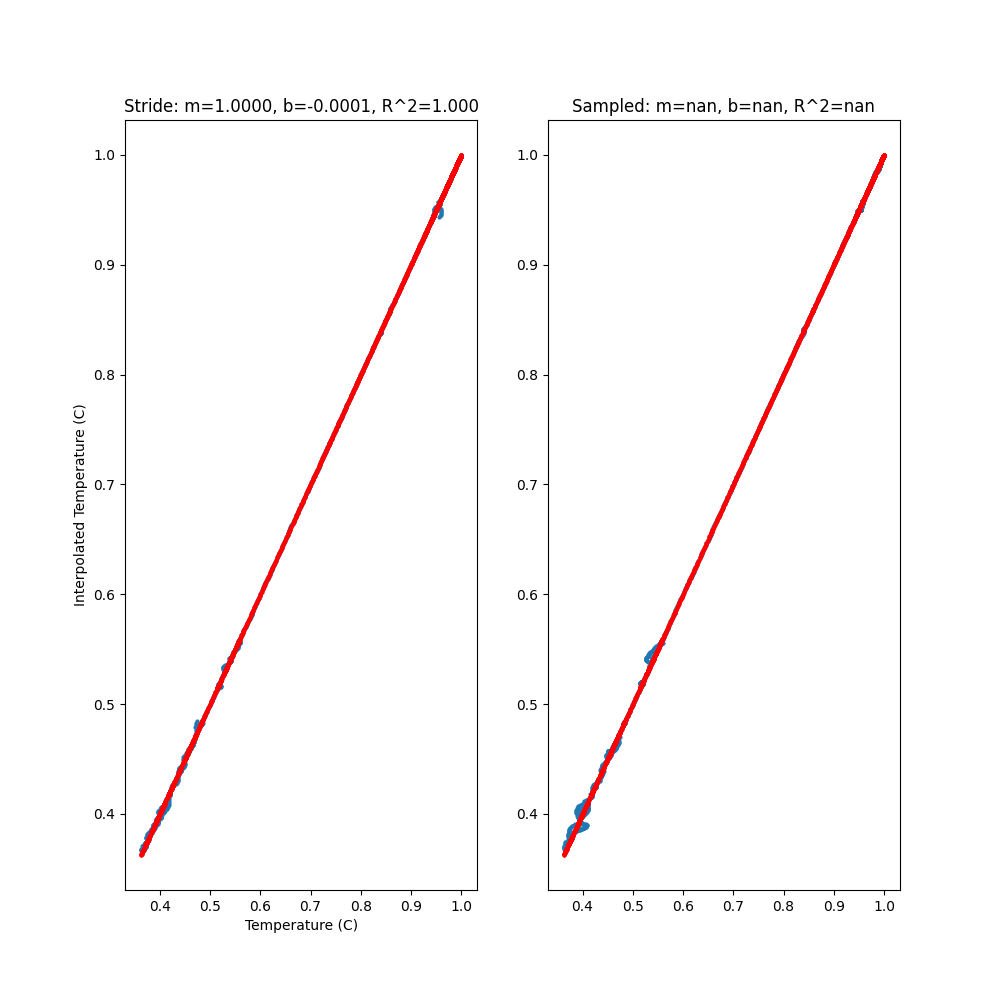 Stride: m=1.0000, b=-0.0001, R^2=1.000
Sampled: m=nan, b=nan, R^2=nan
1.0
0.9
0.8
0.7
0.6
0.5
0.4
Interpolated Temperature (C)
0.4 0.5 0.6 0.7 0.8 0.9 1.0
Temperature (C)
1.0
0.9
0.8
0.7
0.6
0.5
0.4
0.4 0.5 0.6 0.7 0.8 0.9 1.0